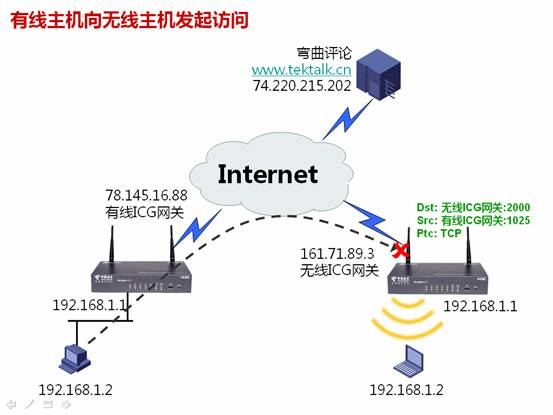 有线主机向无线主机发起访问
弯曲评论
www.tektalk.cn
74.220.215.202
Internet
78.145.16.88
有线ICG网关
Dst: 无线ICG网关:2000
Src: 有线ICG网关:1025
Ptc: TCP
161.71.89.3
无线ICG网关
192.168.1.1
192.168.1.1
192.168.1.2
192.168.1.2